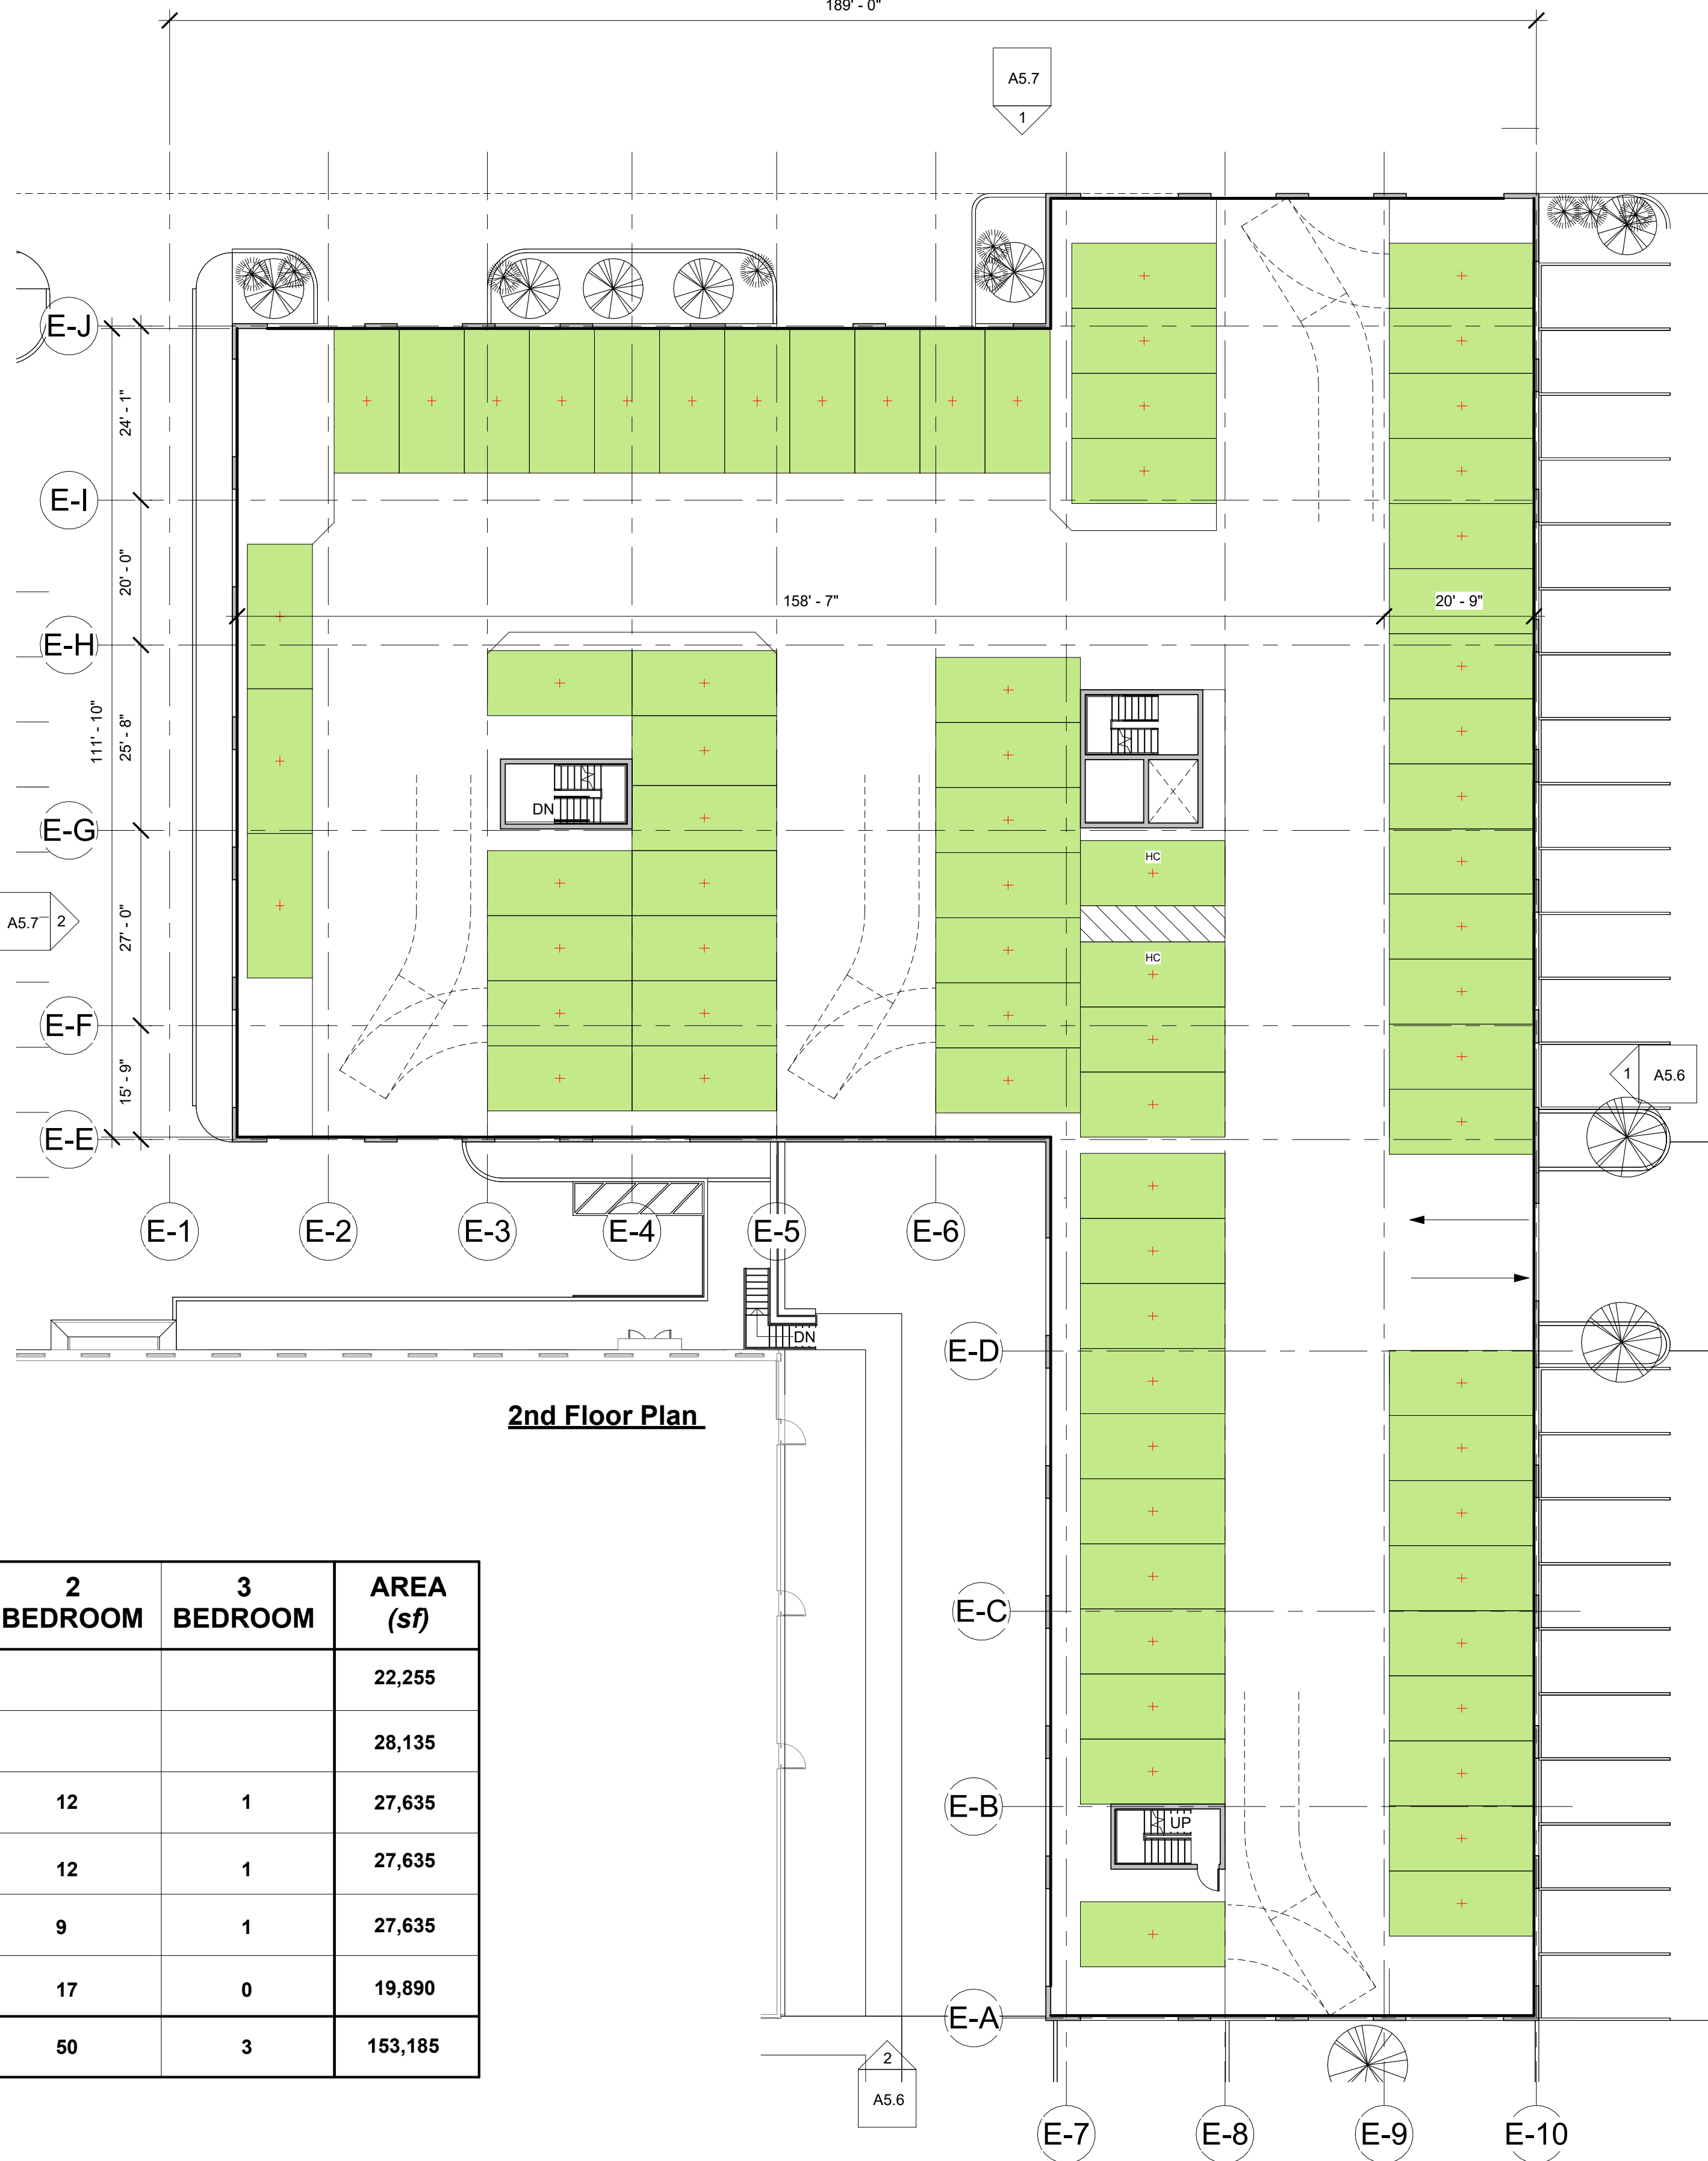 189' - 0"
A5.7
1
E-J
24' - 1"
E-I
20' - 0"
158' - 7"
20' - 9"
E-H
111' - 10"
25' - 8"
DN
E-G
HC
A5.7
2
27' - 0"
HC
E-F
15' - 9"
1
A5.6
E-E
E-1
E-2
E-3
E-4
E-5
E-6
DN
E-D
2nd Floor Plan
2
BEDROOM
3
BEDROOM
AREA
(sf)
22,255
28,135
12
1
27,635
12
1
27,635
9
1
27,635
17
0
19,890
50
3
153,185
E-C
E-B
UP
E-A
2
A5.6
E-7
E-8
E-9
E-10